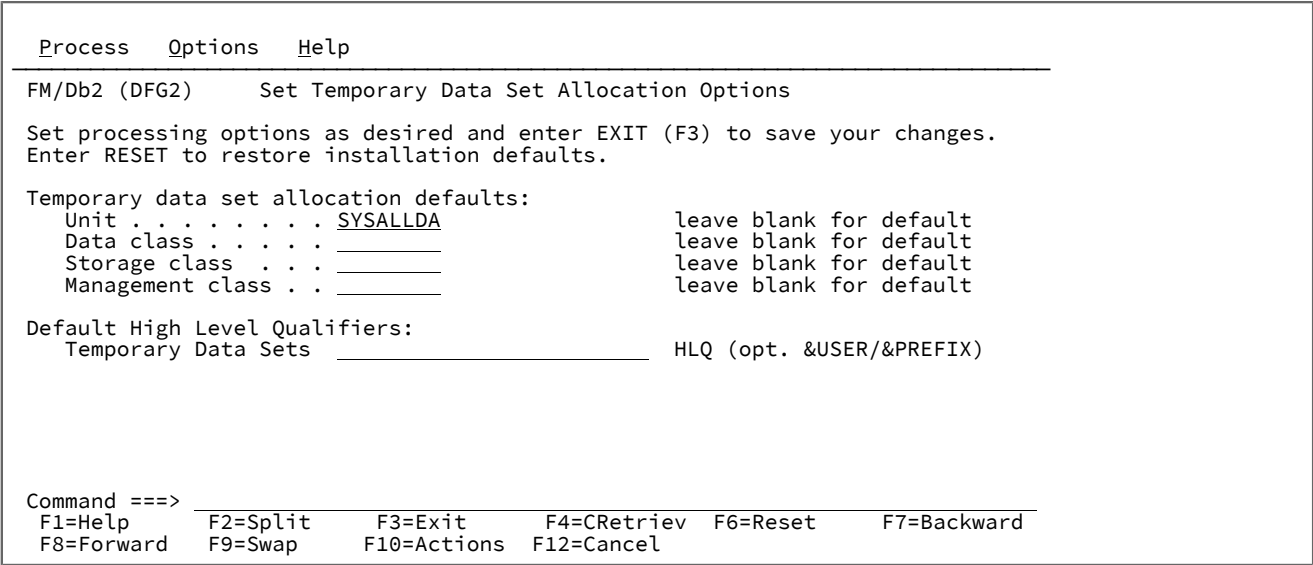 Process   Options   Help
FM/Db2 (DFG2)     Set Temporary Data Set Allocation Options
Set processing options as desired and enter EXIT (F3) to save your changes.
Enter RESET to restore installation defaults.
Temporary data set allocation defaults:
Unit . . . . . . . . SYSALLDA                  leave blank for default
Data class . . . . .                           leave blank for default
Storage class  . . .                           leave blank for default
Management class . .                           leave blank for default
Default High Level Qualifiers:
Temporary Data Sets                            HLQ (opt. &USER/&PREFIX)
Command ===>
F1=Help      F2=Split     F3=Exit      F4=CRetriev  F6=Reset     F7=Backward
F8=Forward   F9=Swap     F10=Actions  F12=Cancel